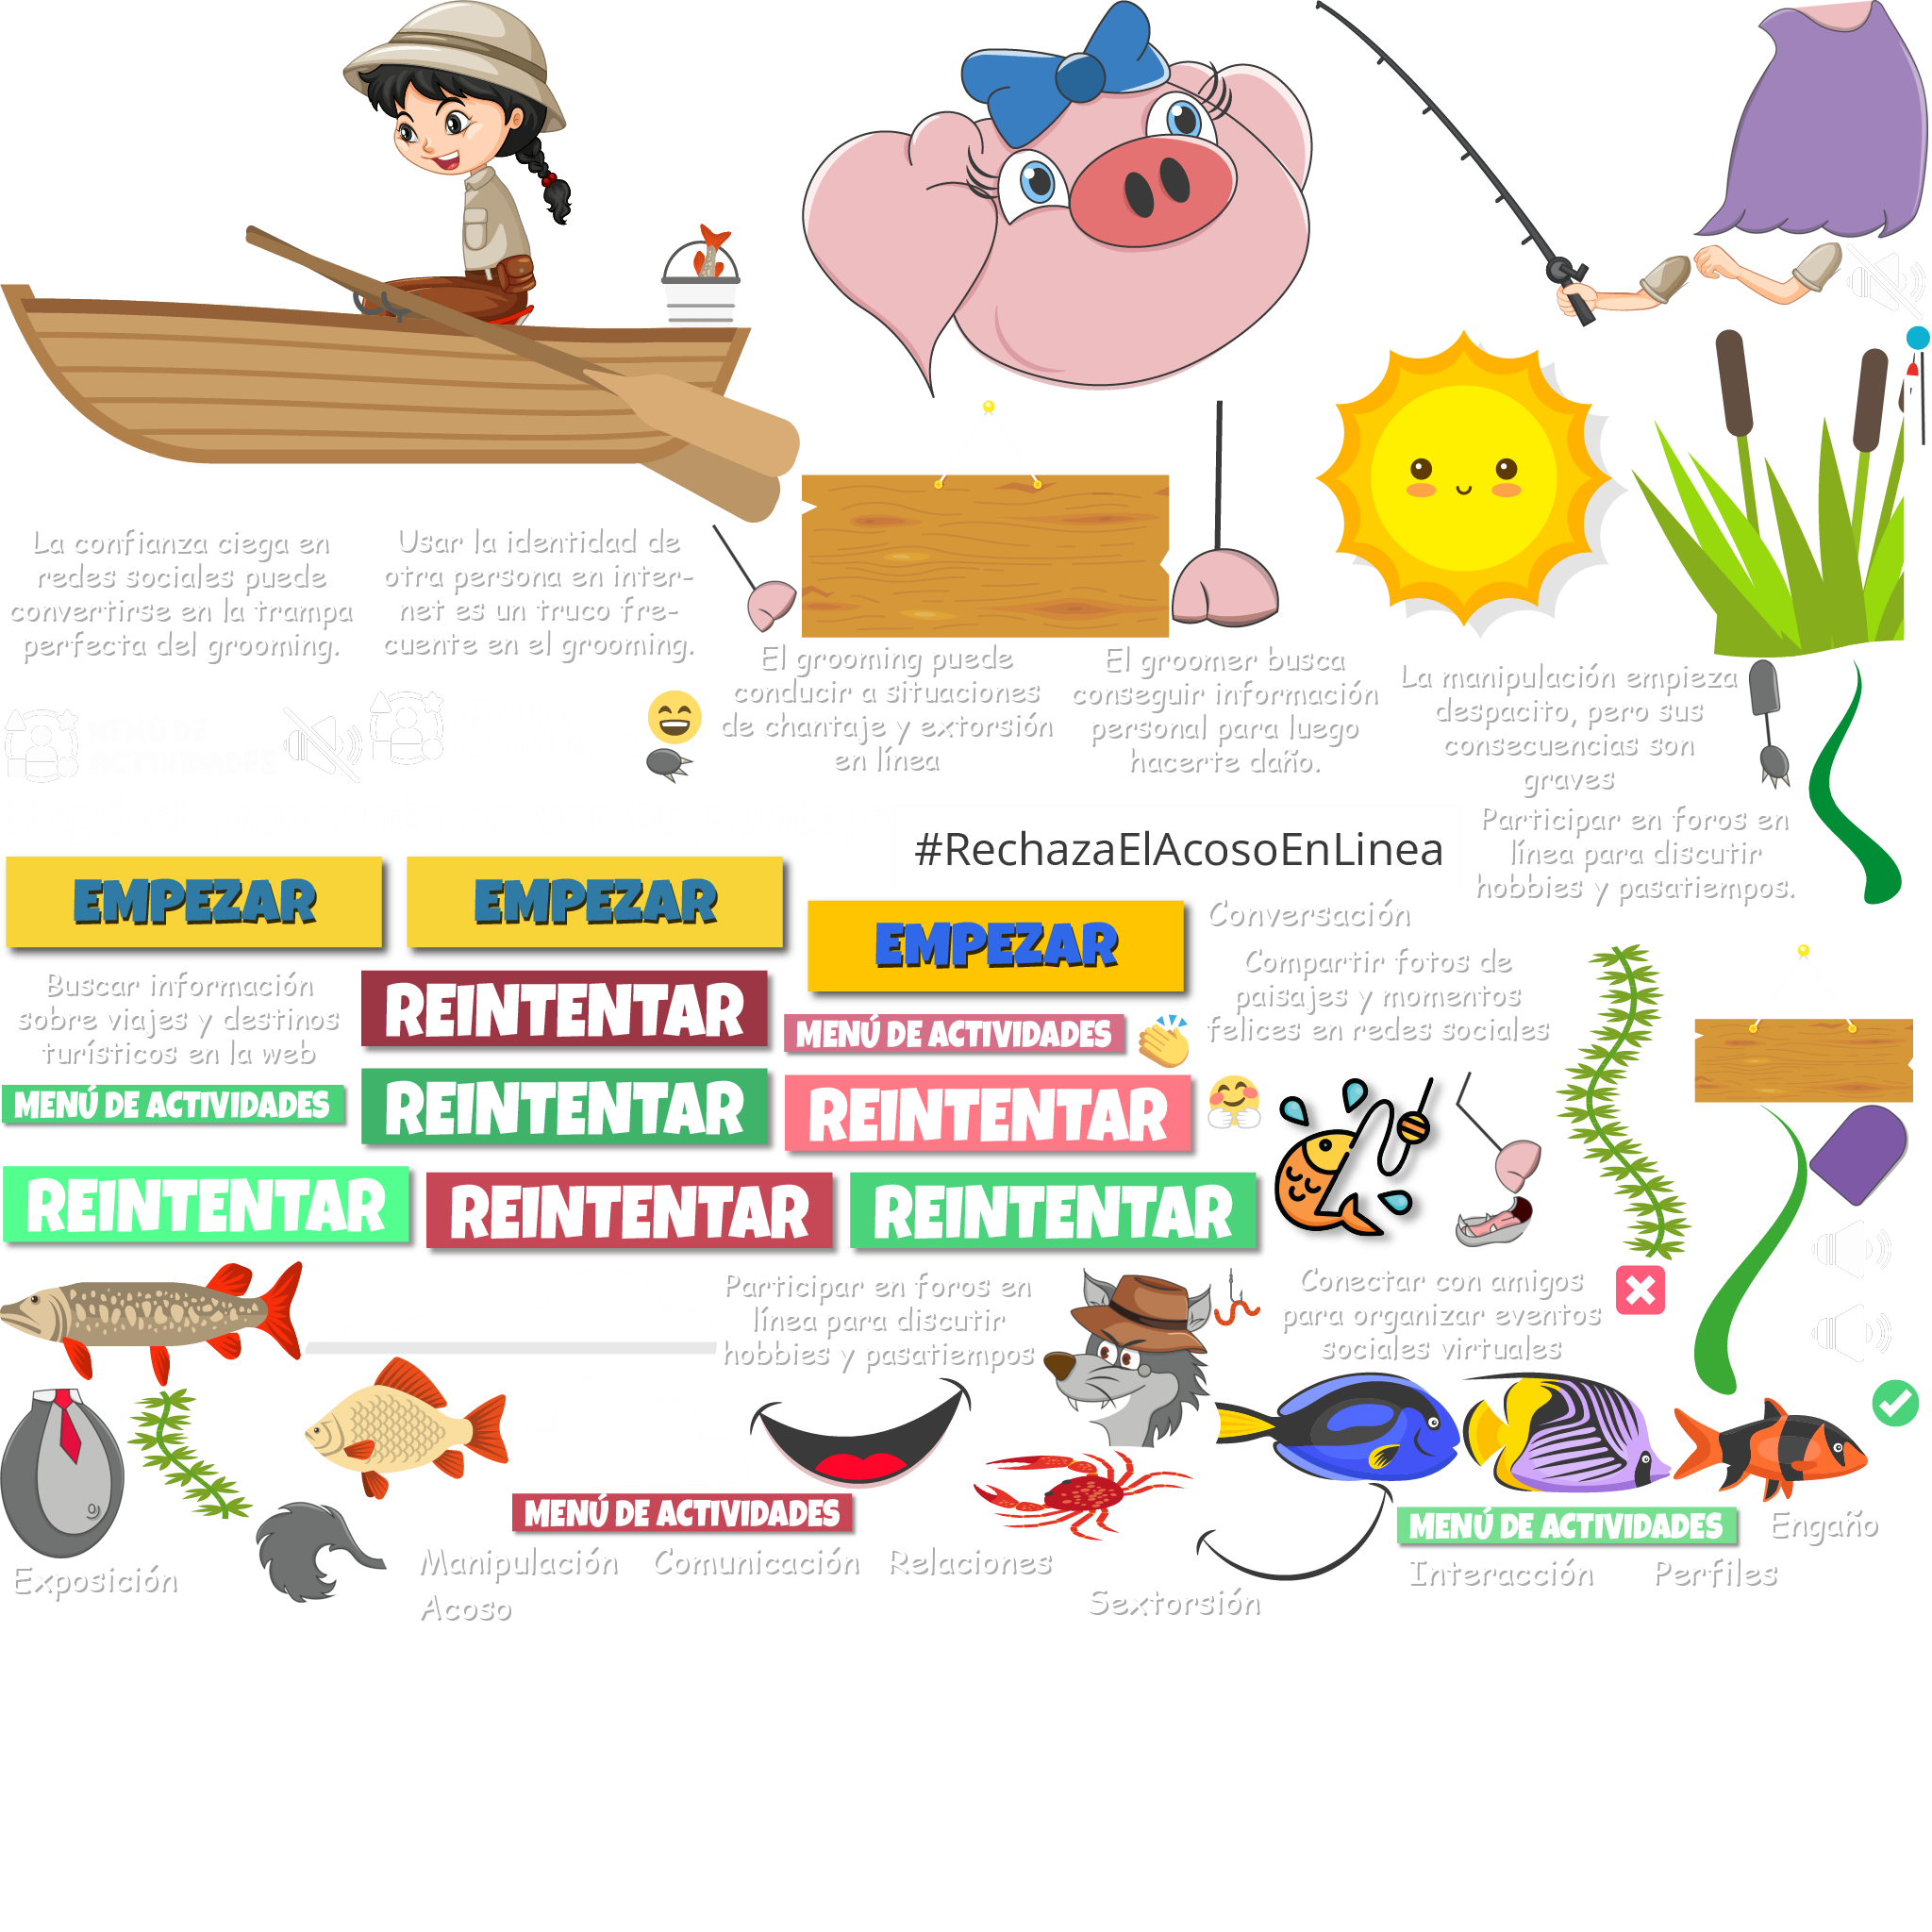 La confianza ciega en
redes sociales puede
convertirse en la trampa
perfecta del grooming.
Usar la identidad de
otra persona en inter-
net es un truco fre-
cuente en el grooming.
El grooming puede
conducir a situaciones
de chantaje y extorsión
en línea
El groomer busca
conseguir información
personal para luego
hacerte daño.
La manipulación empieza
despacito, pero sus
consecuencias son
graves
MENÚ DE
ACTIVIDADES
Participar en foros en
línea para discutir
hobbies y pasatiempos.
#RechazaElAcosoEnLinea
EMPEZAR
EMPEZAR
EMPEZAR
Conversación
Buscar información
sobre viajes y destinos
turísticos en la web
REINTENTAR
MENÚ DE ACTIVIDADES
Compartir fotos de
paisajes y momentos
felices en redes sociales
MENÚ DE ACTIVIDADES
REINTENTAR
REINTENTAR
REINTENTAR
REINTENTAR
REINTENTAR
Participar en foros en
línea para discutir
hobbies y pasatiempos
Conectar con amigos
para organizar eventos
sociales virtuales
MENÚ DE ACTIVIDADES
MENÚ DE ACTIVIDADES
Engaño
Exposición
Manipulación
Comunicación
Relaciones
Interacción
Perfiles
Acoso
Sextorsión